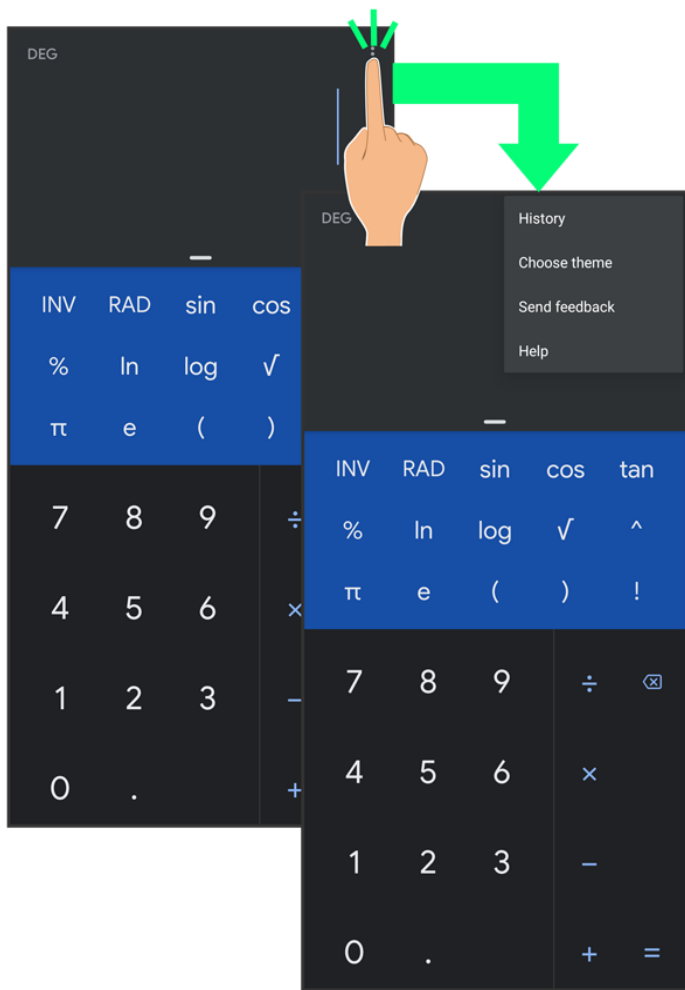 DEG
INV RAD sin cos
% ln log √
π e ( )
7 8 9 ÷
4 5 6 ×
1 2 3 −
0 . +
DEG
History
Choose theme
Send feedback
Help
INV RAD sin cos tan
% ln log √ ^
π e ( ) !
7 8 9 ÷
4 5 6 ×
1 2 3 −
0 . + =